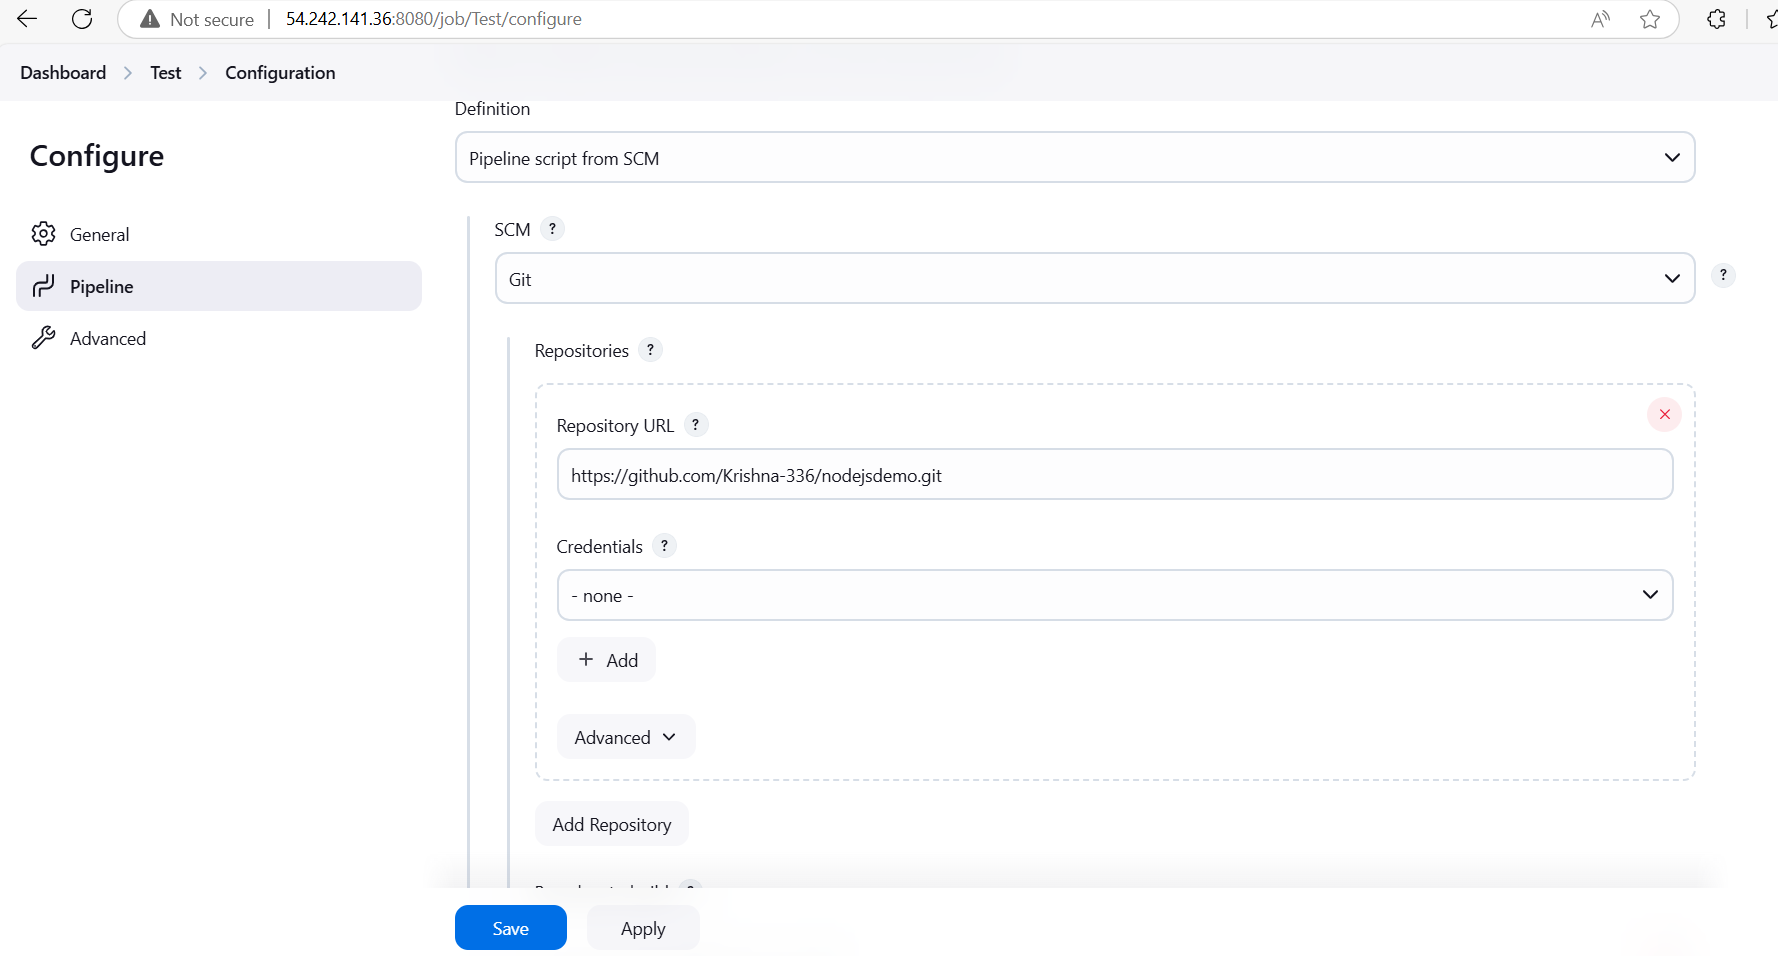 Not secure
54.242.141.36:8080/job/Test/configure
Dashboard > Test > Configuration
Configure
General
Pipeline
Advanced
Definition
Pipeline script from SCM
SCM ?
Git
?
Repositories ?
Repository URL ?
https://github.com/Krishna-336/nodejsdemo.git
Credentials ?
- none -
+ Add
Advanced
Add Repository
Save
Apply